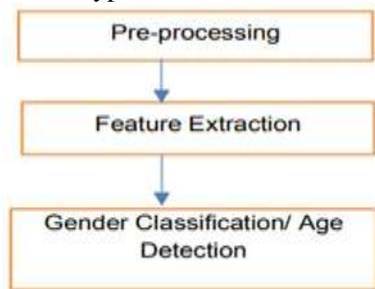 Pre-processing
Feature Extraction
Gender Classification/ Age
Detection